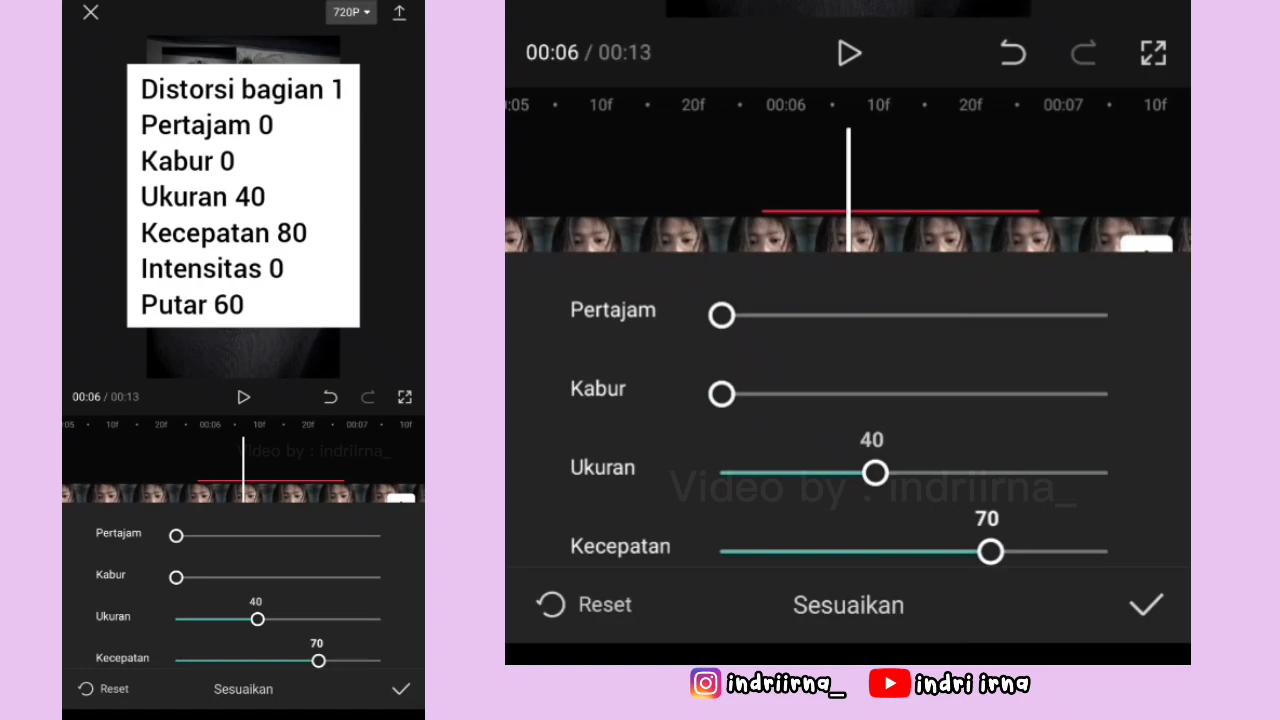 720P
Distorsi bagian 1
Pertajam 0
Kabur 0
Ukuran 40
Kecepatan 80
Intensitas 0
Putar 60
00:06 / 00:13
:05 10f 20f 00:06 10f 20f 00:07 10f
Video by : indriirna_
Pertajam
Kabur
40
Ukuran
70
Kecepatan
Reset Sesuaikan
00:06 / 00:13
:05 10f 20f 00:06 10f 20f 00:07 10f
Pertajam
Kabur
40
Ukuran
Video by : indriirna_
70
Kecepatan
Reset Sesuaikan
indriirna_ indri irna